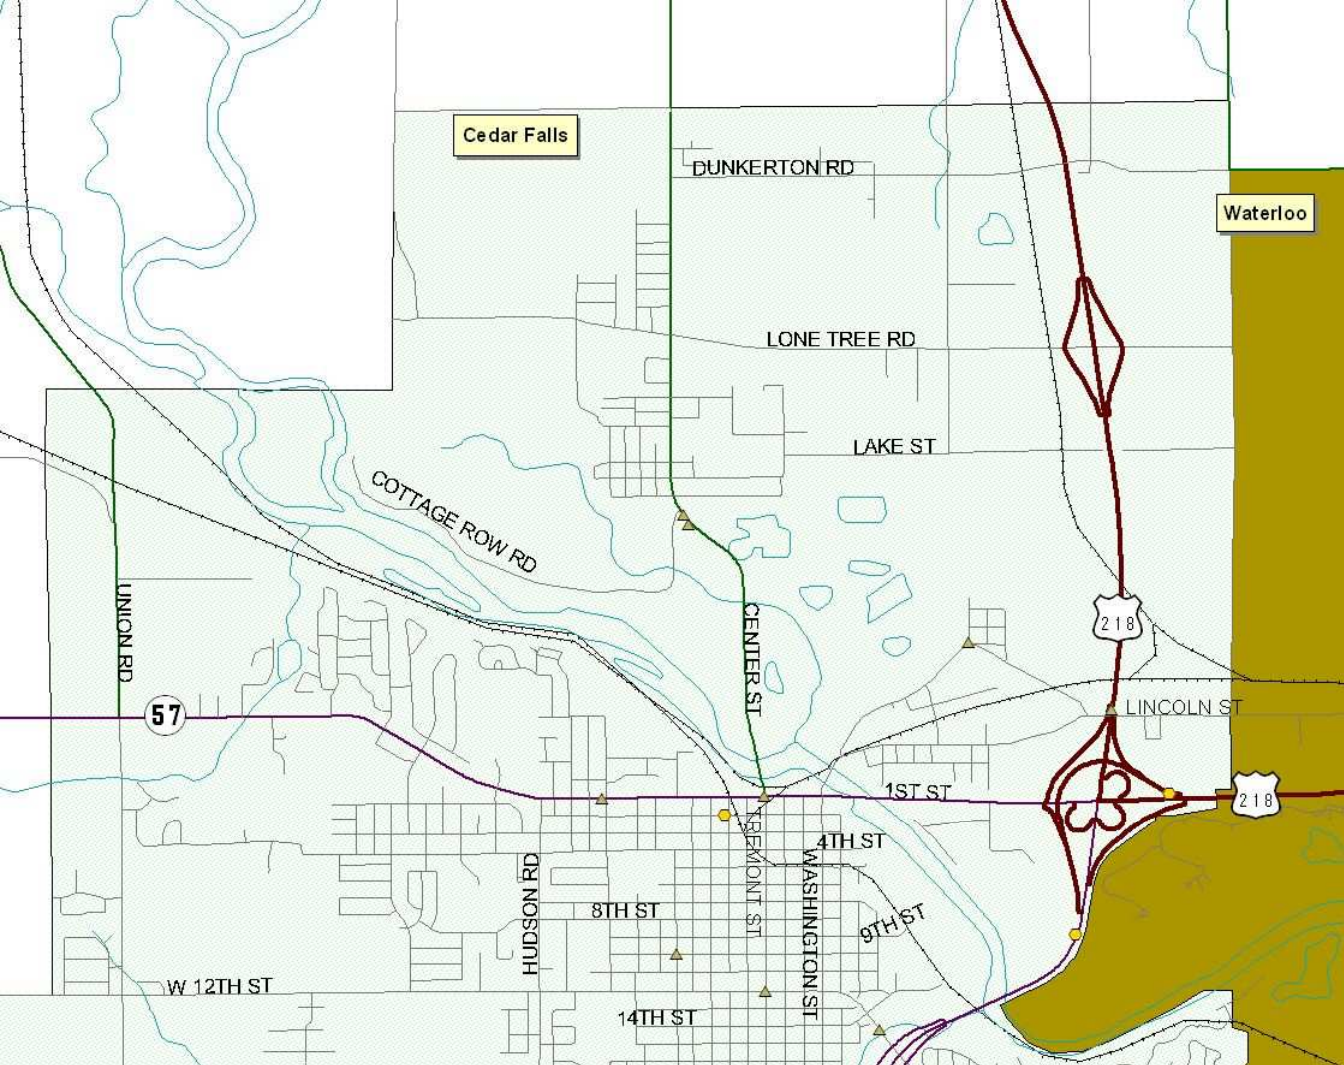 Cedar Falls
DUNKERTON RD
Waterloo
LONE TREE RD
LAKE ST
COTTAGE ROW RD
UNION RD
CENTER ST
218
57
LINCOLN ST
1ST ST
218
TREMONT ST
4TH ST
WASHINGTON ST
HUDSON RD
8TH ST
9TH ST
W 12TH ST
14TH ST